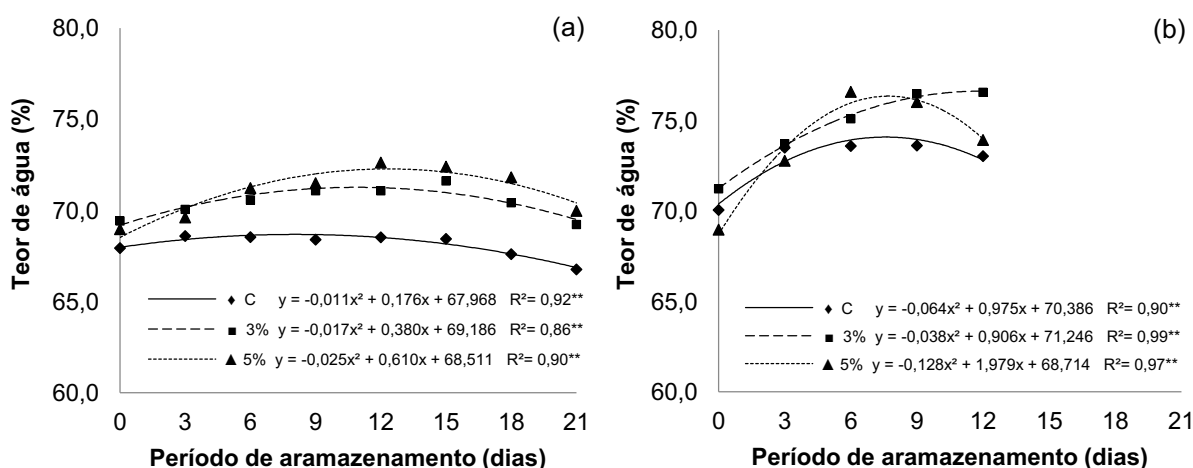 (a)
80,0
75,0
70,0
65,0
60,0
Teor de água (%)
C y = -0,011x² + 0,176x + 67,968 R²= 0,92**
3% y = -0,017x² + 0,380x + 69,186 R²= 0,86**
5% y = -0,025x² + 0,610x + 68,511 R²= 0,90**
0 3 6 9 12 15 18 21
Período de aramazenamento (dias)
(b)
80,0
75,0
70,0
65,0
60,0
Teor de água (%)
C y = -0,064x² + 0,975x + 70,386 R²= 0,90**
3% y = -0,038x² + 0,906x + 71,246 R²= 0,99**
5% y = -0,128x² + 1,979x + 68,714 R²= 0,97**
0 3 6 9 12 15 18 21
Período de aramazenamento (dias)